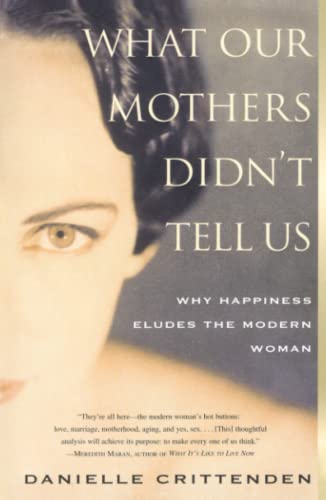 WHAT OUR
MOTHERS
DIDN'T
TELL US
WHY HAPPINESS
ELUDES THE MODERN
WOMAN
"They're all here—the modern woman's hot buttons:
love, marriage, motherhood, aging, and yes, sex. . . . [This] thoughtful
analysis will achieve its purpose: to make every one of us think."
—MEREDITH MARAN, AUTHOR OF What It's Like to Live Now
DANIELLE CRITTENDEN